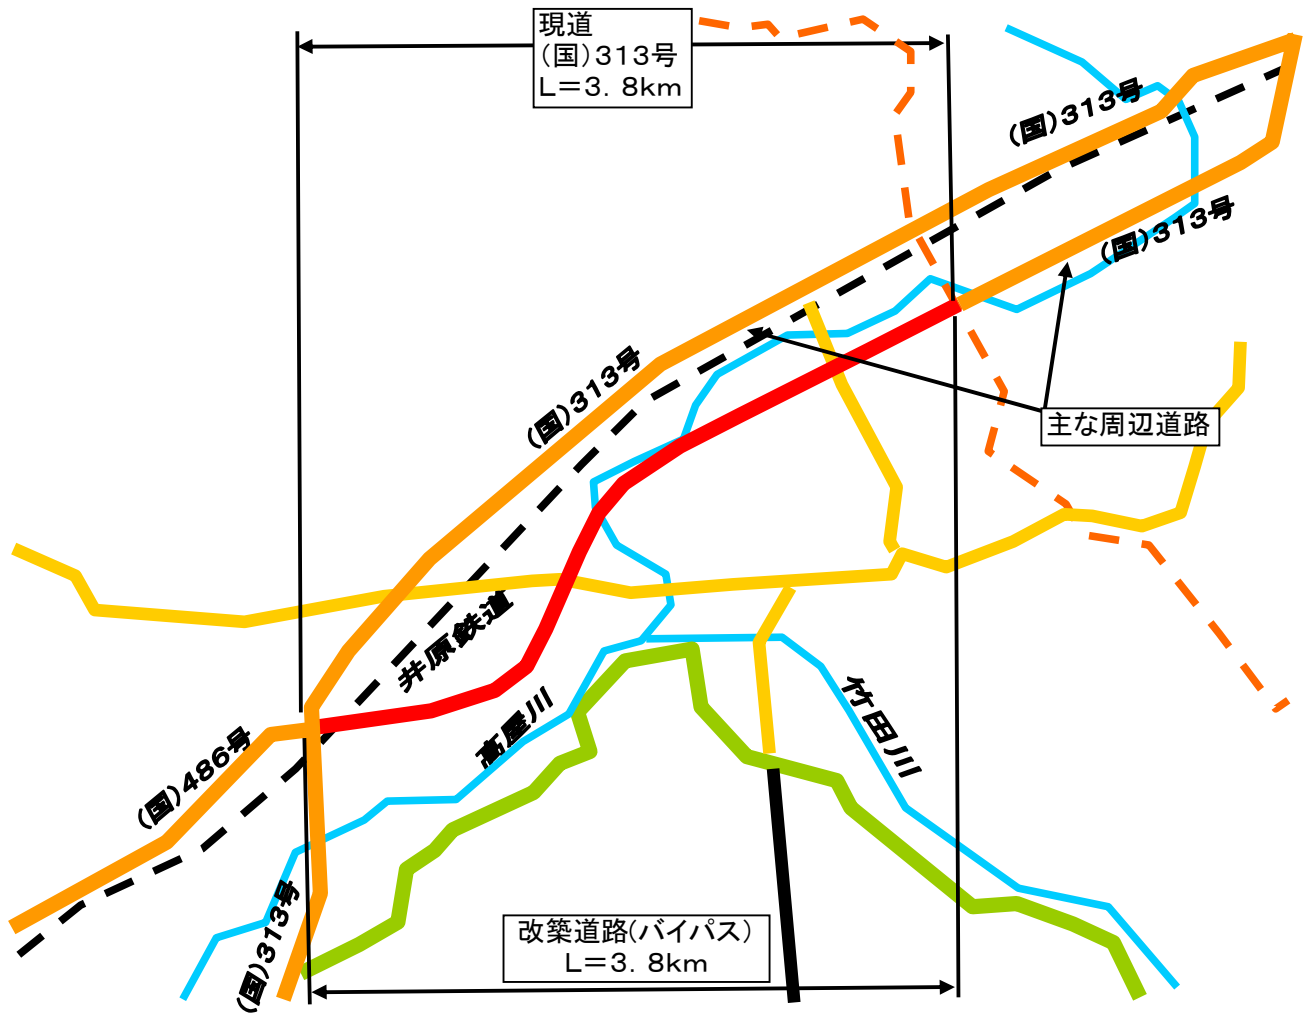 現道
(国)313号
L=3．8km
(国)313号
(国)313号
(国)313号
主な周辺道路
井原鉄道
高屋川
竹田川
(国)486号
(国)313号
改築道路(バイパス)
L=3．8km